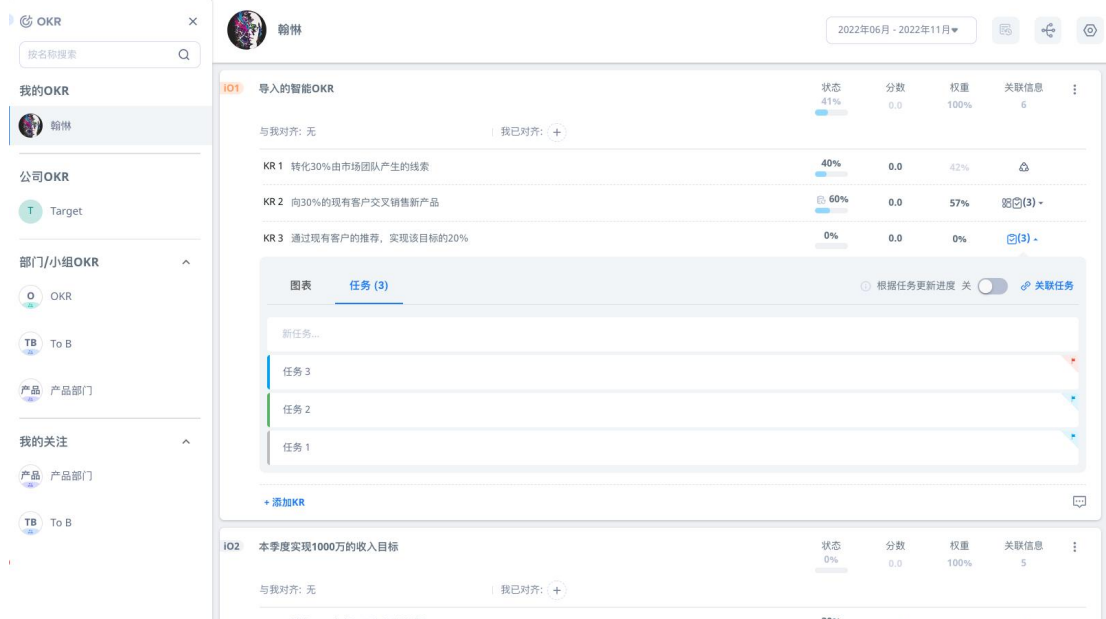 OKR
按名称搜索
我的OKR
翰惏
公司OKR
T Target
部门/小组OKR
O OKR
TB To B
产品 产品部门
我的关注
产品 产品部门
TB To B
翰惏
2022年06月 - 2022年11月
iO1 导入的智能OKR 状态 分数 权重 关联信息
41% 0.0 100% 6
与我对齐: 无 我已对齐:
KR 1 转化30%由市场团队产生的线索 40% 0.0 42%
KR 2 向30%的现有客户交叉销售新产品 60% 0.0 57% (3)
KR 3 通过现有客户的推荐，实现该目标的20% 0% 0.0 0% (3)
图表 任务 (3) 根据任务更新进度 关 关联任务
新任务...
任务 3
任务 2
任务 1
+ 添加KR
iO2 本季度实现1000万的收入目标 状态 分数 权重 关联信息
0% 0.0 100% 5
与我对齐: 无 我已对齐: